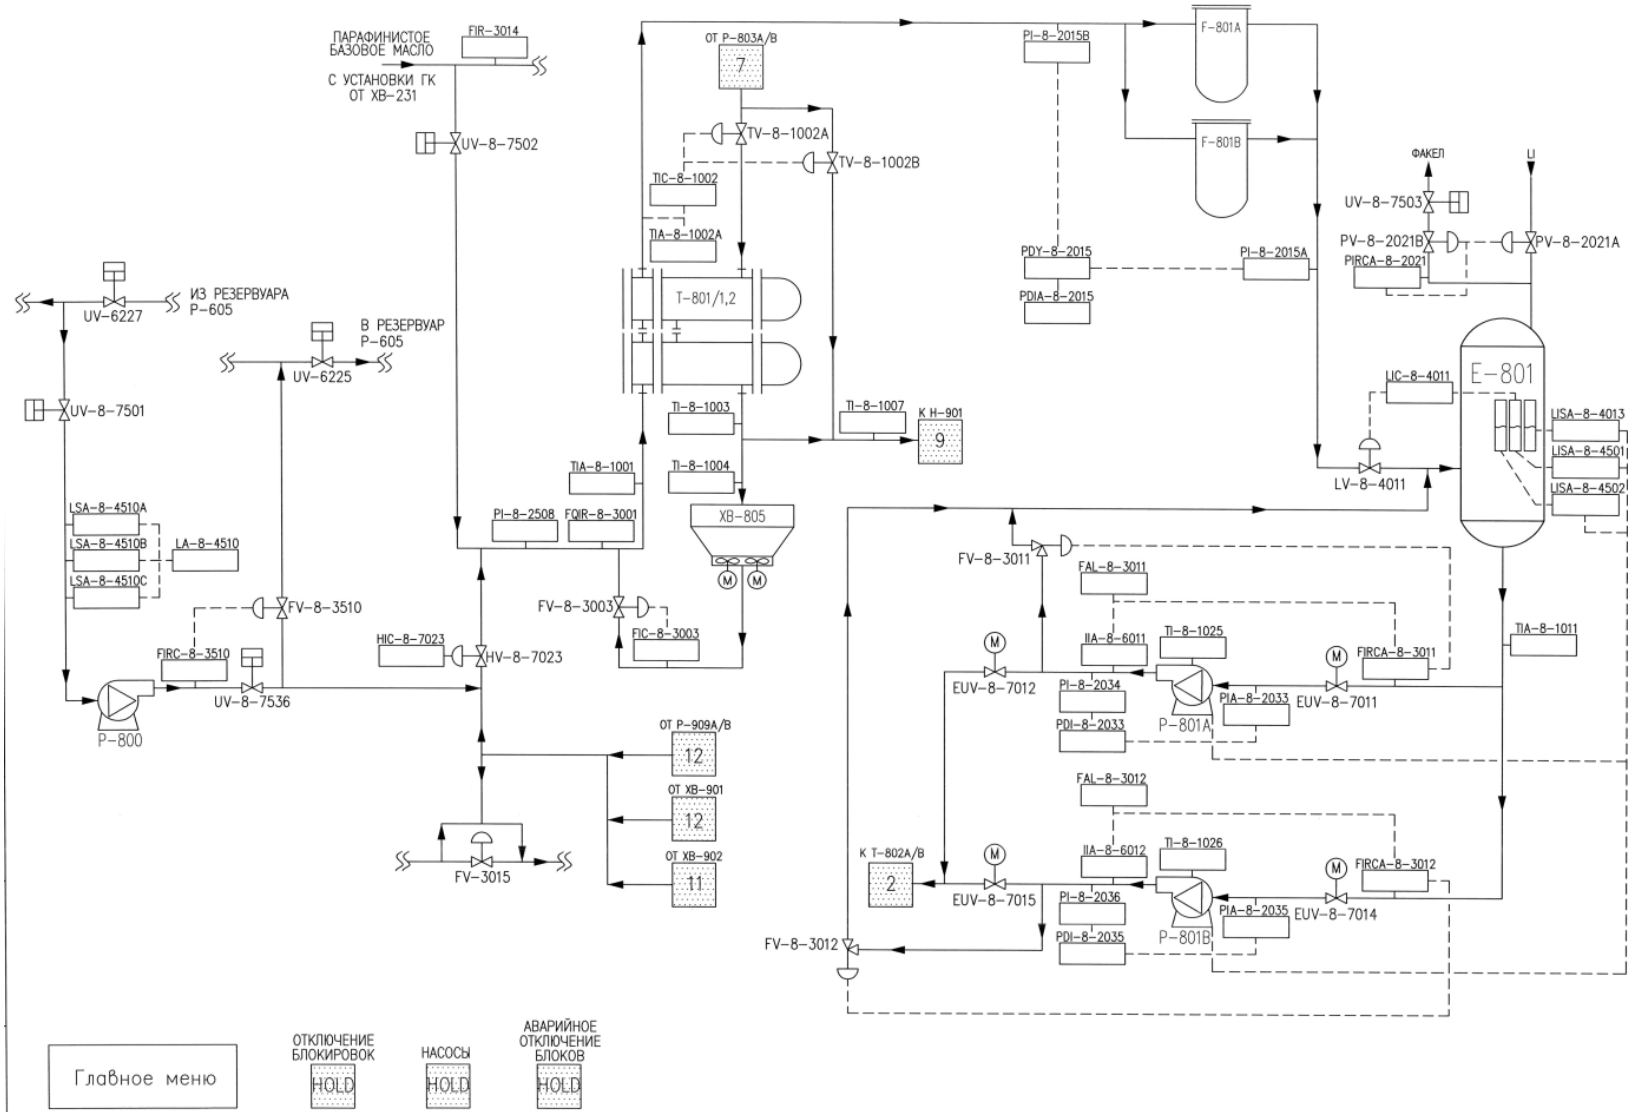 FIR-3014
ПАРАФИНИСТОЕ
БАЗОВОЕ МАСЛО
С УСТАНОВКИ ГК
ОТ ХВ-231
UV-8-7502
ОТ Р-803А/В
7
TV-8-1002A
TV-8-1002B
TIC-8-1002
TIA-8-1002A
T-801/1,2
PI-8-2015B
F-801A
F-801B
PDY-8-2015
PDIA-8-2015
PI-8-2015A
ФАКЕЛ
LI
UV-8-7503
PV-8-2021B
PV-8-2021A
PIRCA-8-2021
UV-6227
ИЗ РЕЗЕРВУАРА
Р-605
В РЕЗЕРВУАР
Р-605
UV-6225
UV-8-7501
E-801
LIC-8-4011
LISA-8-4013
LISA-8-4501
LISA-8-4502
LV-8-4011
TI-8-1003
TI-8-1007
К Н-901
9
TIA-8-1001
TI-8-1004
PI-8-2508
FQIR-8-3001
ХВ-805
M
M
LSA-8-4510A
LSA-8-4510B
LA-8-4510
LSA-8-4510C
FV-8-3510
FIRC-8-3510
UV-8-7536
P-800
HIC-8-7023
HV-8-7023
FV-8-3003
FIC-8-3003
FV-8-3011
FAL-8-3011
M
IIA-8-6011
TI-8-1025
M
FIRCA-8-3011
TIA-8-1011
EUV-8-7012
PI-8-2034
PIA-8-2033
EUV-8-7011
PDI-8-2033
P-801A
ОТ Р-909А/В
12
ОТ ХВ-901
12
ОТ ХВ-902
11
FV-3015
FAL-8-3012
К Т-802А/В
2
M
IIA-8-6012
TI-8-1026
M
FIRCA-8-3012
EUV-8-7015
PI-8-2036
PIA-8-2035
EUV-8-7014
FV-8-3012
PDI-8-2035
P-801B
Главное меню
ОТКЛЮЧЕНИЕ
БЛОКИРОВОК
HOLD
НАСОСЫ
HOLD
АВАРИЙНОЕ
ОТКЛЮЧЕНИЕ
БЛОКОВ
HOLD